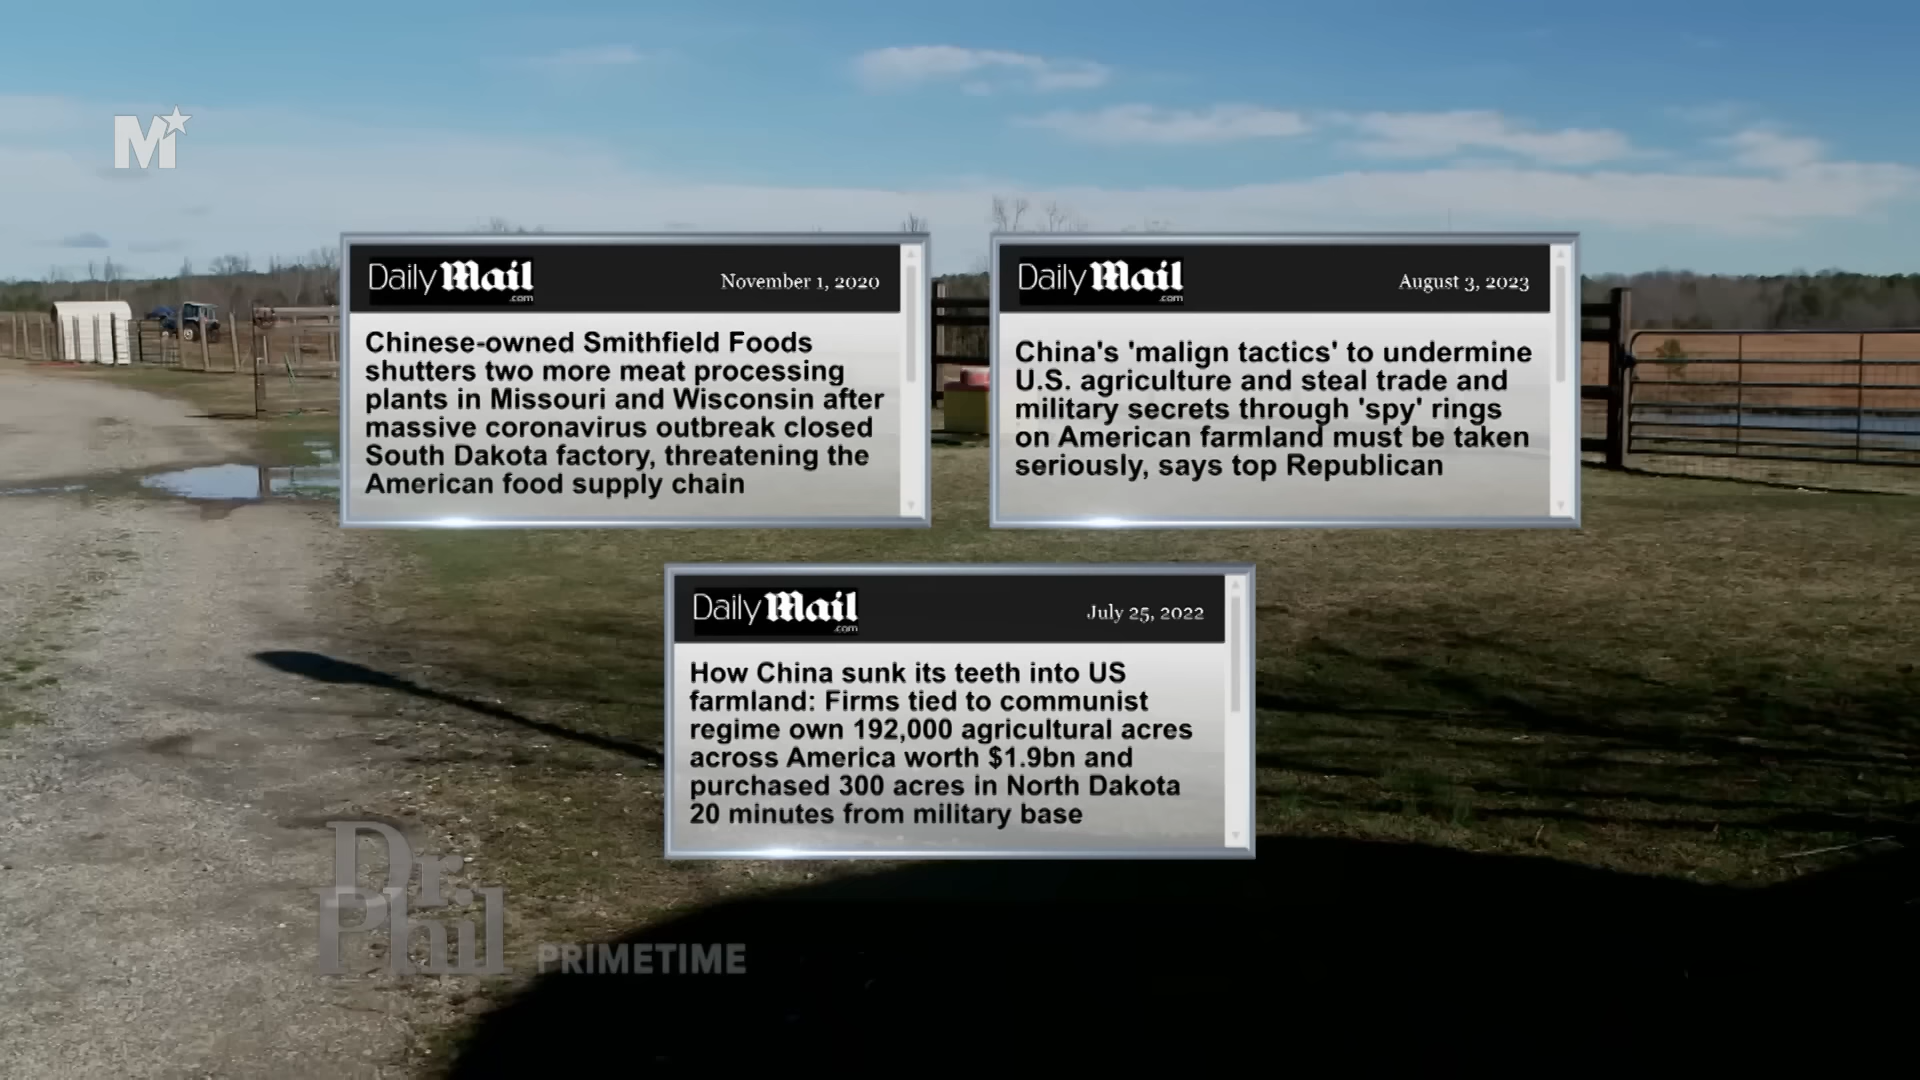 M
Daily Mail
.com
November 1, 2020
Chinese-owned Smithfield Foods
shutters two more meat processing
plants in Missouri and Wisconsin after
massive coronavirus outbreak closed
South Dakota factory, threatening the
American food supply chain
Daily Mail
.com
August 3, 2023
China's 'malign tactics' to undermine
U.S. agriculture and steal trade and
military secrets through 'spy' rings
on American farmland must be taken
seriously, says top Republican
Daily Mail
.com
July 25, 2022
How China sunk its teeth into US
farmland: Firms tied to communist
regime own 192,000 agricultural acres
across America worth $1.9bn and
purchased 300 acres in North Dakota
20 minutes from military base
Dr.
Phil
PRIMETIME